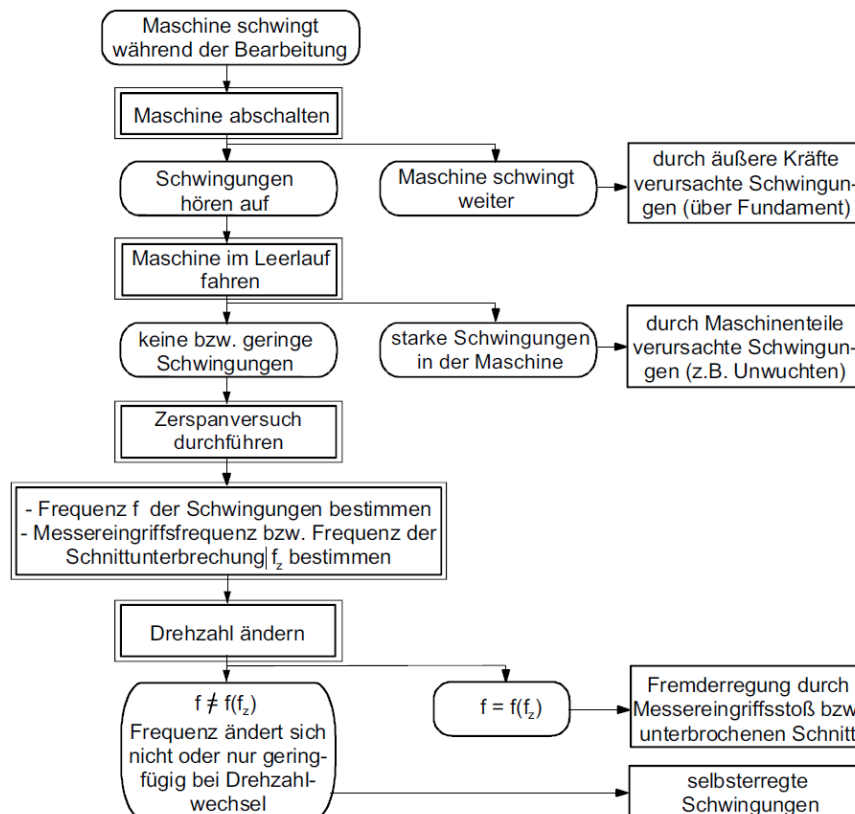 Maschine schwingt
während der Bearbeitung
Maschine abschalten
Schwingungen
hören auf
Maschine schwingt
weiter
durch äußere Kräfte
verursachte Schwingun-
gen (über Fundament)
Maschine im Leerlauf
fahren
keine bzw. geringe
Schwingungen
starke Schwingungen
in der Maschine
durch Maschinenteile
verursachte Schwingun-
gen (z.B. Unwuchten)
Zerspanversuch
durchführen
- Frequenz f der Schwingungen bestimmen
- Messereingriffsfrequenz bzw. Frequenz der
Schnittunterbrechung f_z bestimmen
Drehzahl ändern
f ≠ f(f_z)
Frequenz ändert sich
nicht oder nur gering-
fügig bei Drehzahl-
wechsel
f = f(f_z)
Fremderregung durch
Messereingriffsstoß bzw.
unterbrochenen Schnitt
selbsterregte
Schwingungen